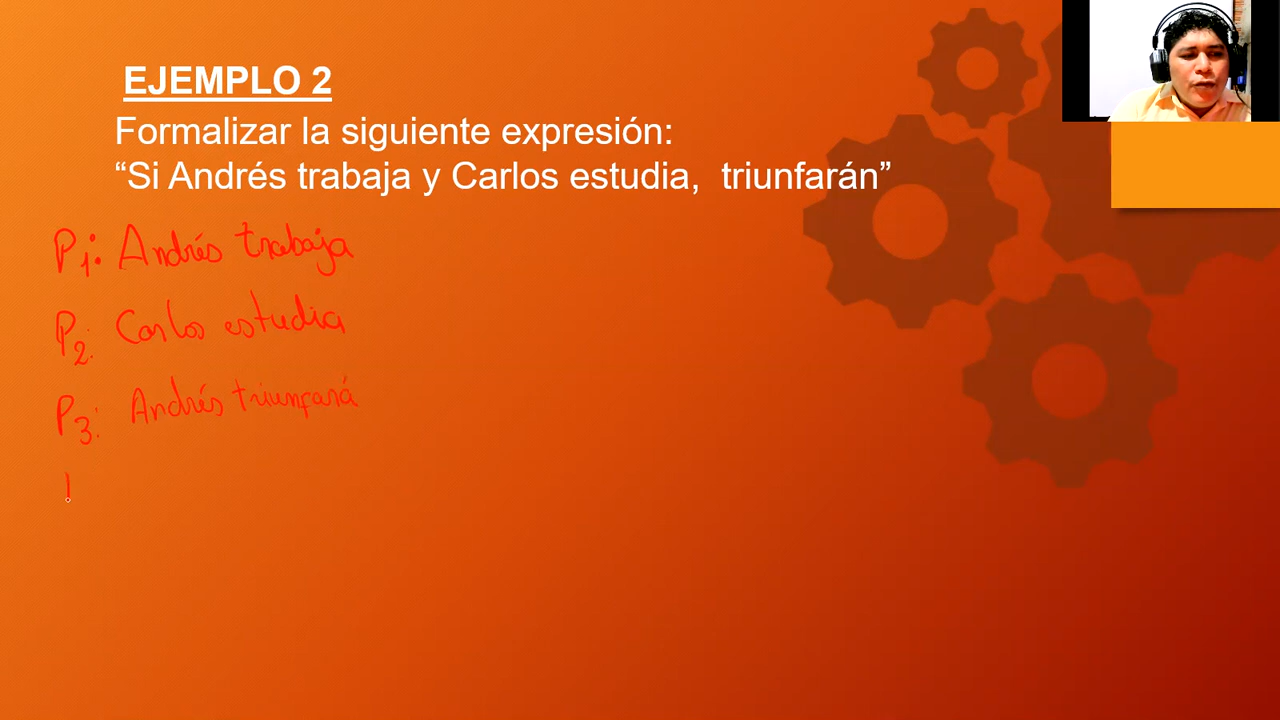 EJEMPLO 2
Formalizar la siguiente expresión:
“Si Andrés trabaja y Carlos estudia, triunfarán”
P1: Andrés trabaja
P2: Carlos estudia
P3: Andrés triunfará